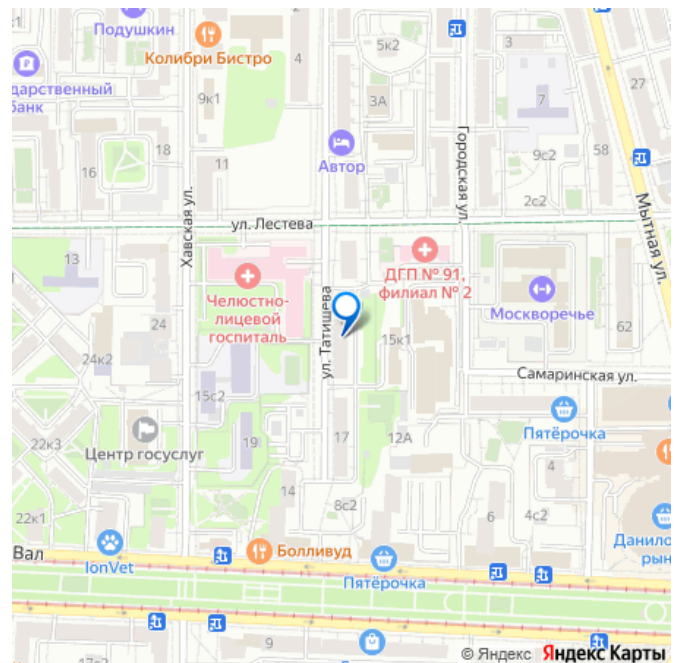 Подушкин
Колибри Бистро
дарственный
банк
9к1
4
5к2
3А
3
7
27
Автор
9с2
58
2с2
16
18
11
Хавская ул.
ул. Лестева
Городская ул.
Мытная ул.
13
Челюстно-
лицевой
госпиталь
ДГП № 91,
филиал № 2
Москворечье
ул. Татищева
24
24к2
15к1
62
Самаринская ул.
15с2
Пятёрочка
22к3
Центр госуслуг
19
17
12А
14
8с2
4
6
4с2
22к1
Вал
IonVet
Болливуд
Пятёрочка
Данило
рын
9
17с2
© Яндекс Яндекс Карты